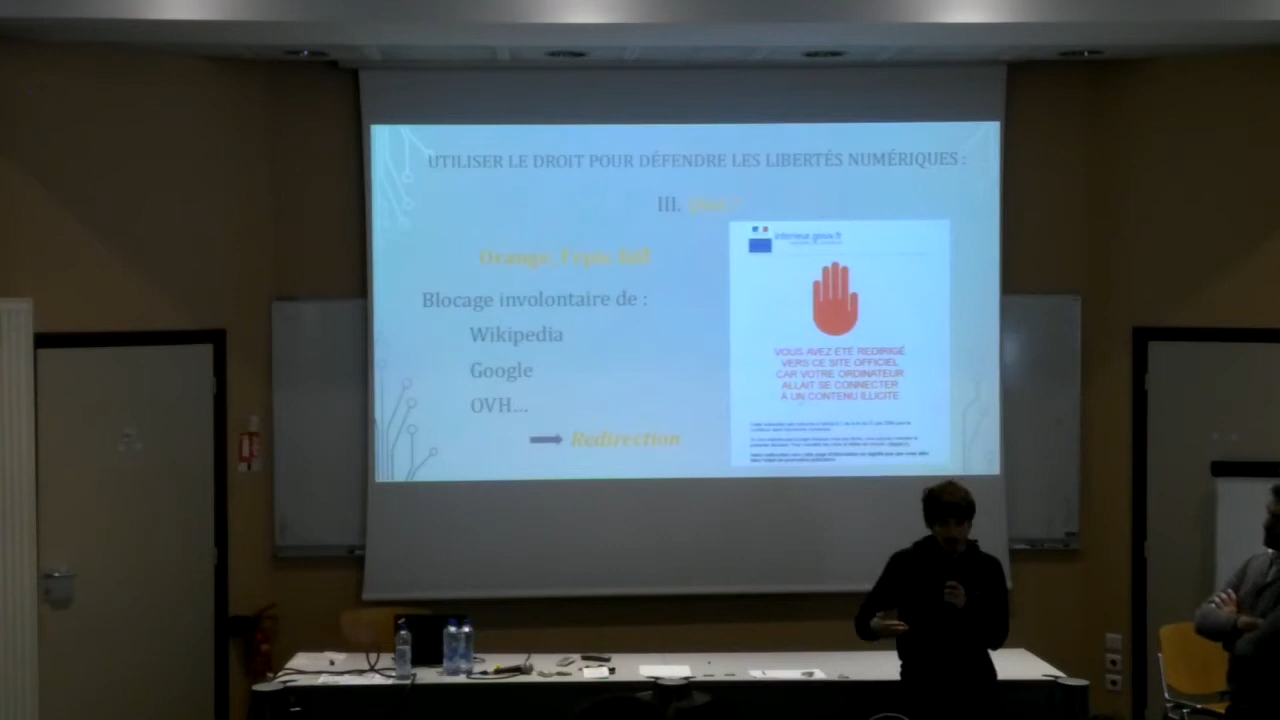 UTILISER LE DROIT POUR DÉFENDRE LES LIBERTÉS NUMÉRIQUES :
III.
Orange, l'epic fail
Blocage involontaire de :
Wikipedia
Google
OVH...
Redirection
interieur.gouv.fr
VOUS AVEZ ÉTÉ REDIRIGÉ
VERS CE SITE OFFICIEL
CAR VOTRE ORDINATEUR
ALLAIT SE CONNECTER
À UN CONTENU ILLICITE